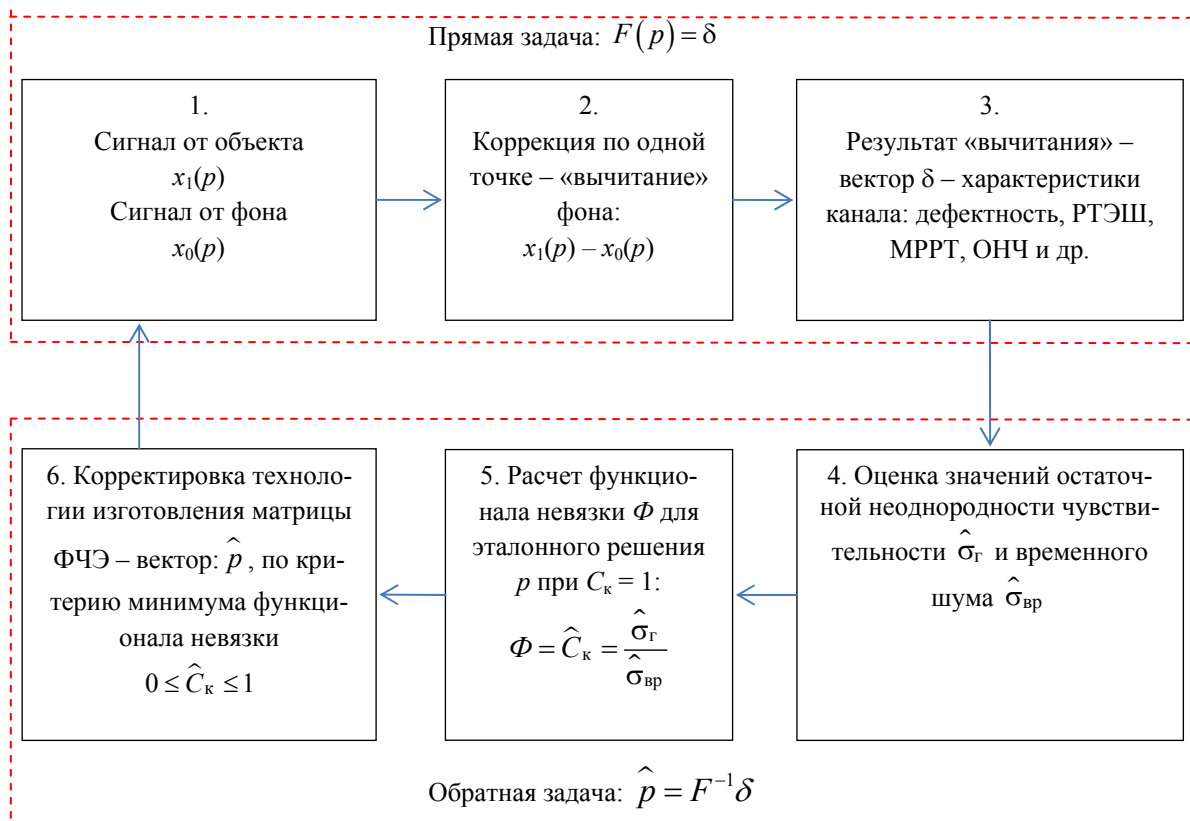 Прямая задача: F(p) = δ
1.
Сигнал от объекта
x₁(p)
Сигнал от фона
x₀(p)
2.
Коррекция по одной
точке – «вычитание»
фона:
x₁(p) – x₀(p)
3.
Результат «вычитания» –
вектор δ – характеристики
канала: дефектность, РТЭШ,
МРРТ, ОНЧ и др.
4. Оценка значений остаточ-
ной неоднородности чувстви-
тельности σ̂г и временного
шума σ̂вр
5. Расчет функцио-
нала невязки Φ для
эталонного решения
p при Cк = 1:
Φ = Ĉк = σ̂г / σ̂вр
6. Корректировка техноло-
гии изготовления матрицы
ФЧЭ – вектор: p̂ , по кри-
терию минимума функци-
онала невязки
0 ≤ Ĉк ≤ 1
Обратная задача: p̂ = F⁻¹δ